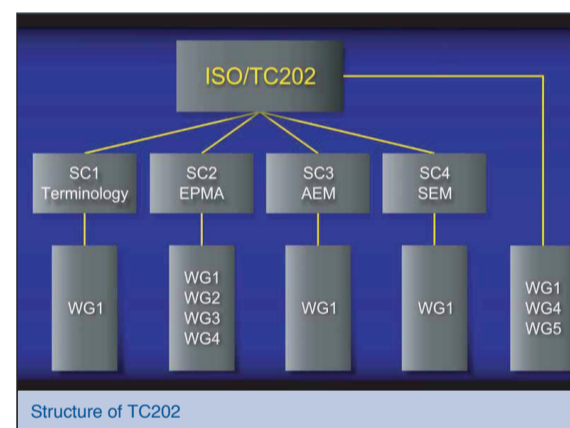 ISO/TC202
SC1
Terminology
SC2
EPMA
SC3
AEM
SC4
SEM
WG1
WG1
WG2
WG3
WG4
WG1
WG1
WG1
WG4
WG5
Structure of TC202